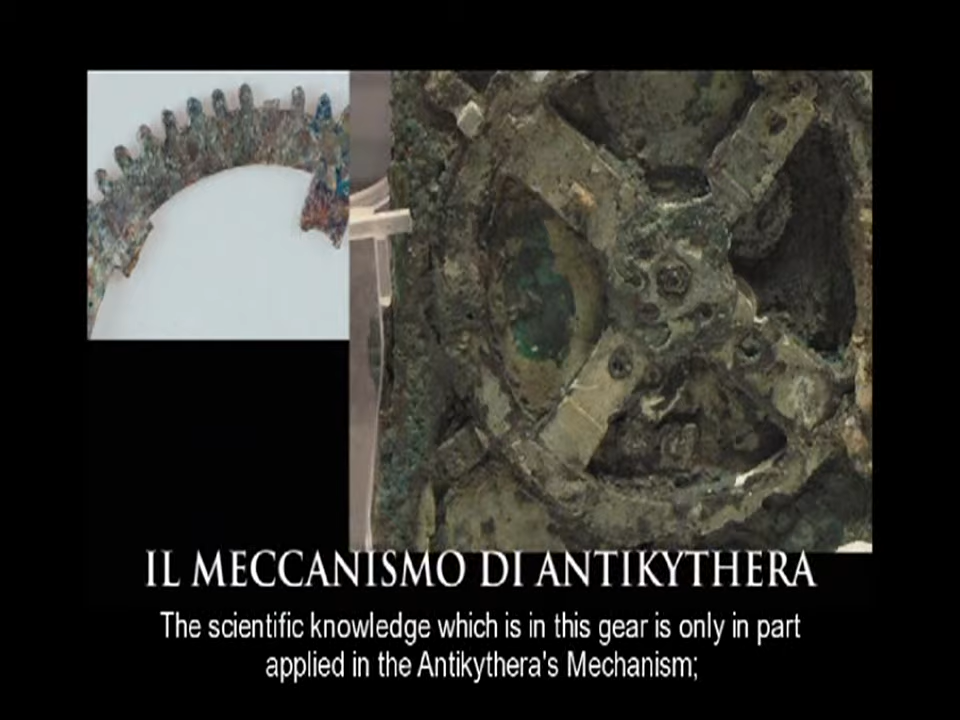 IL MECCANISMO DI ANTIKYTHERA
The scientific knowledge which is in this gear is only in part
applied in the Antikythera's Mechanism;